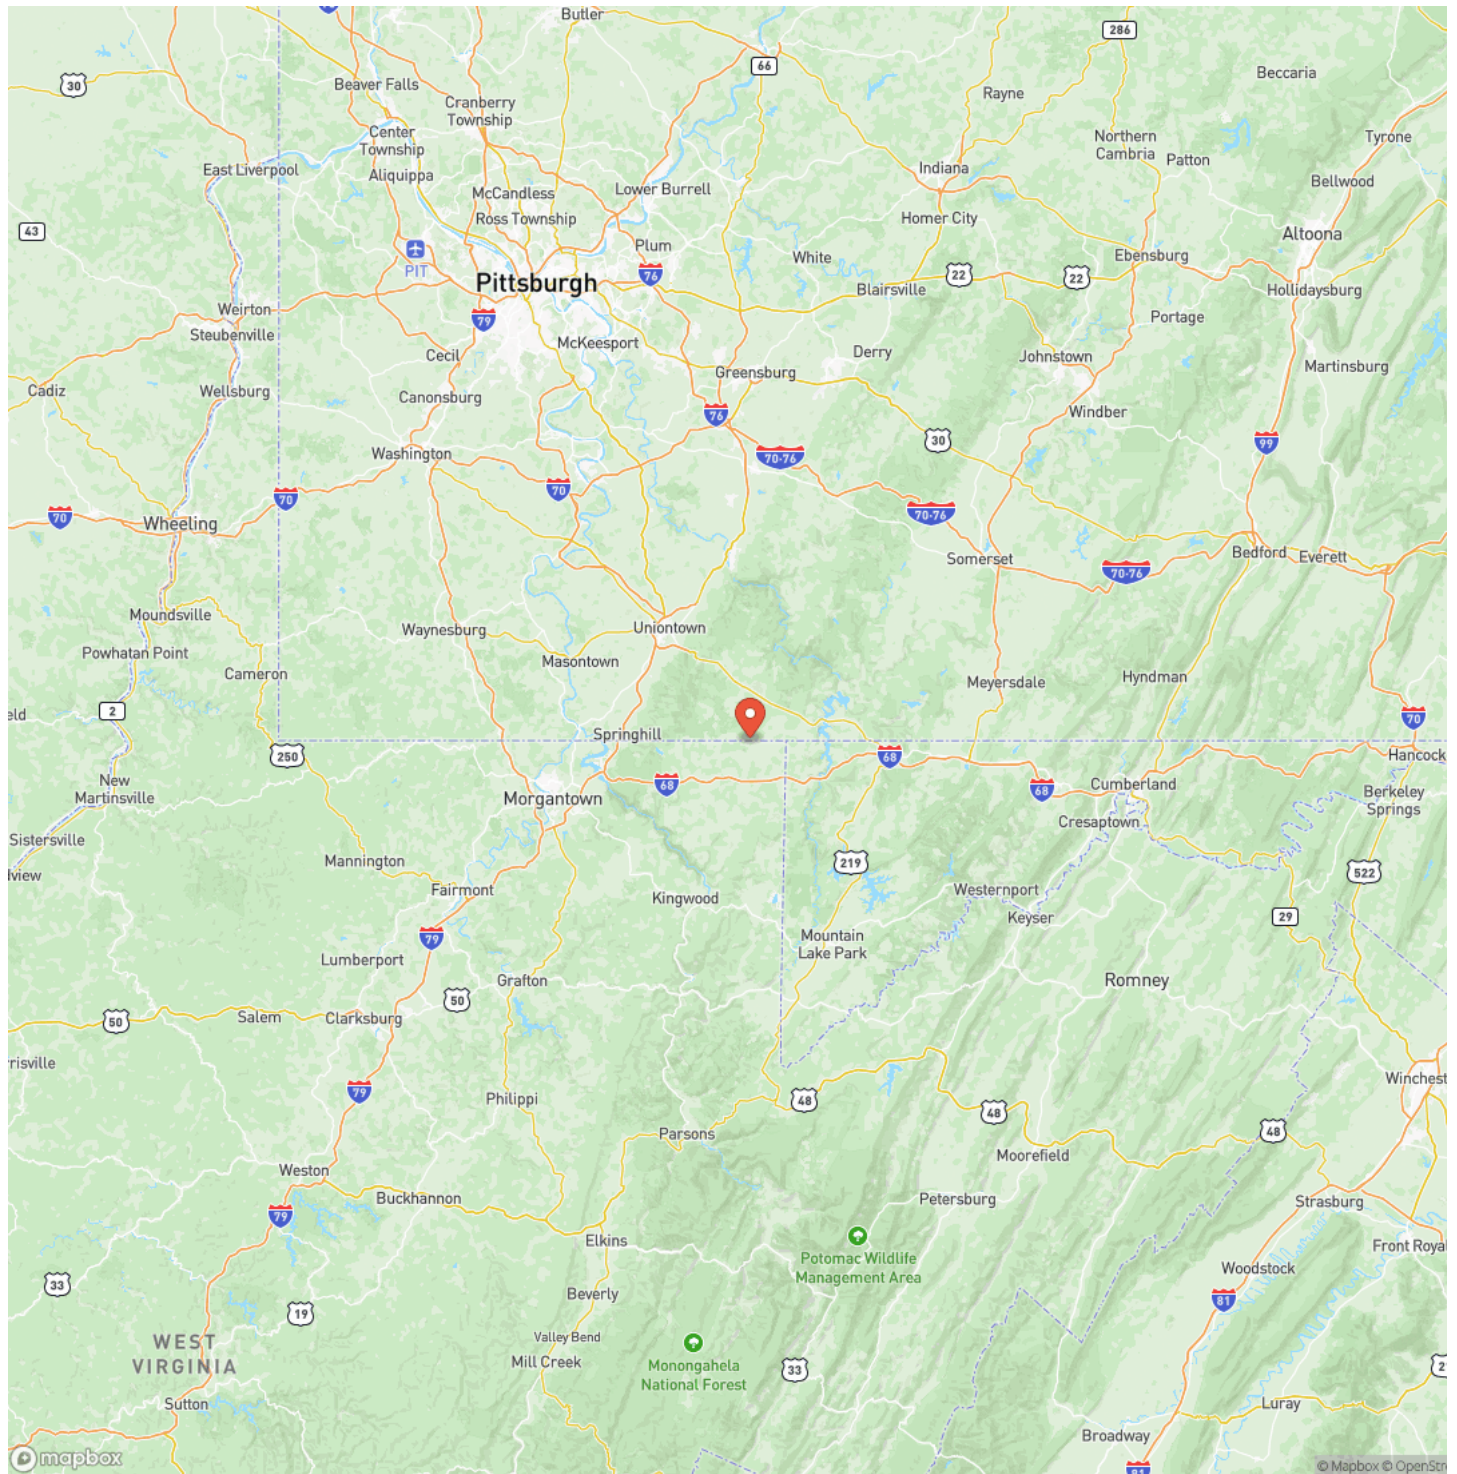 Butler
286
66
30
Beaver Falls
Beccaria
Rayne
Cranberry
Township
Center
Township
Northern
Cambria
Tyrone
Patton
East Liverpool
Aliquippa
Indiana
Bellwood
McCandless
Lower Burrell
Ross Township
Homer City
43
Plum
Altoona
PIT
White
Ebensburg
Pittsburgh
76
22
22
Blairsville
Hollidaysburg
Weirton
79
Portage
Steubenville
McKeesport
Cecil
Derry
Johnstown
Greensburg
Martinsburg
Cadiz
Wellsburg
Canonsburg
76
Windber
30
99
Washington
70-76
70
70
70
Wheeling
70-76
Somerset
Bedford
Everett
70-76
Moundsville
Waynesburg
Uniontown
Powhatan Point
Masontown
Cameron
Meyersdale
Hyndman
eld
2
70
Springhill
250
68
Hancock
New
Martinsville
68
68
Cumberland
Morgantown
Berkeley
Springs
Cresaptown
Sistersville
Mannington
219
522
lview
Fairmont
Westernport
Kingwood
Keyser
29
79
Mountain
Lake Park
Lumberport
Grafton
Romney
50
50
Salem
Clarksburg
rrisville
79
Winchest
Philippi
48
48
48
Parsons
Moorefield
Weston
Buckhannon
Petersburg
Strasburg
79
Elkins
Front Roya
Potomac Wildlife
Management Area
Woodstock
33
Beverly
81
19
Valley Bend
WEST
VIRGINIA
Mill Creek
Monongahela
National Forest
33
2
Sutton
Luray
Broadway
mapbox
81
© Mapbox © OpenStr